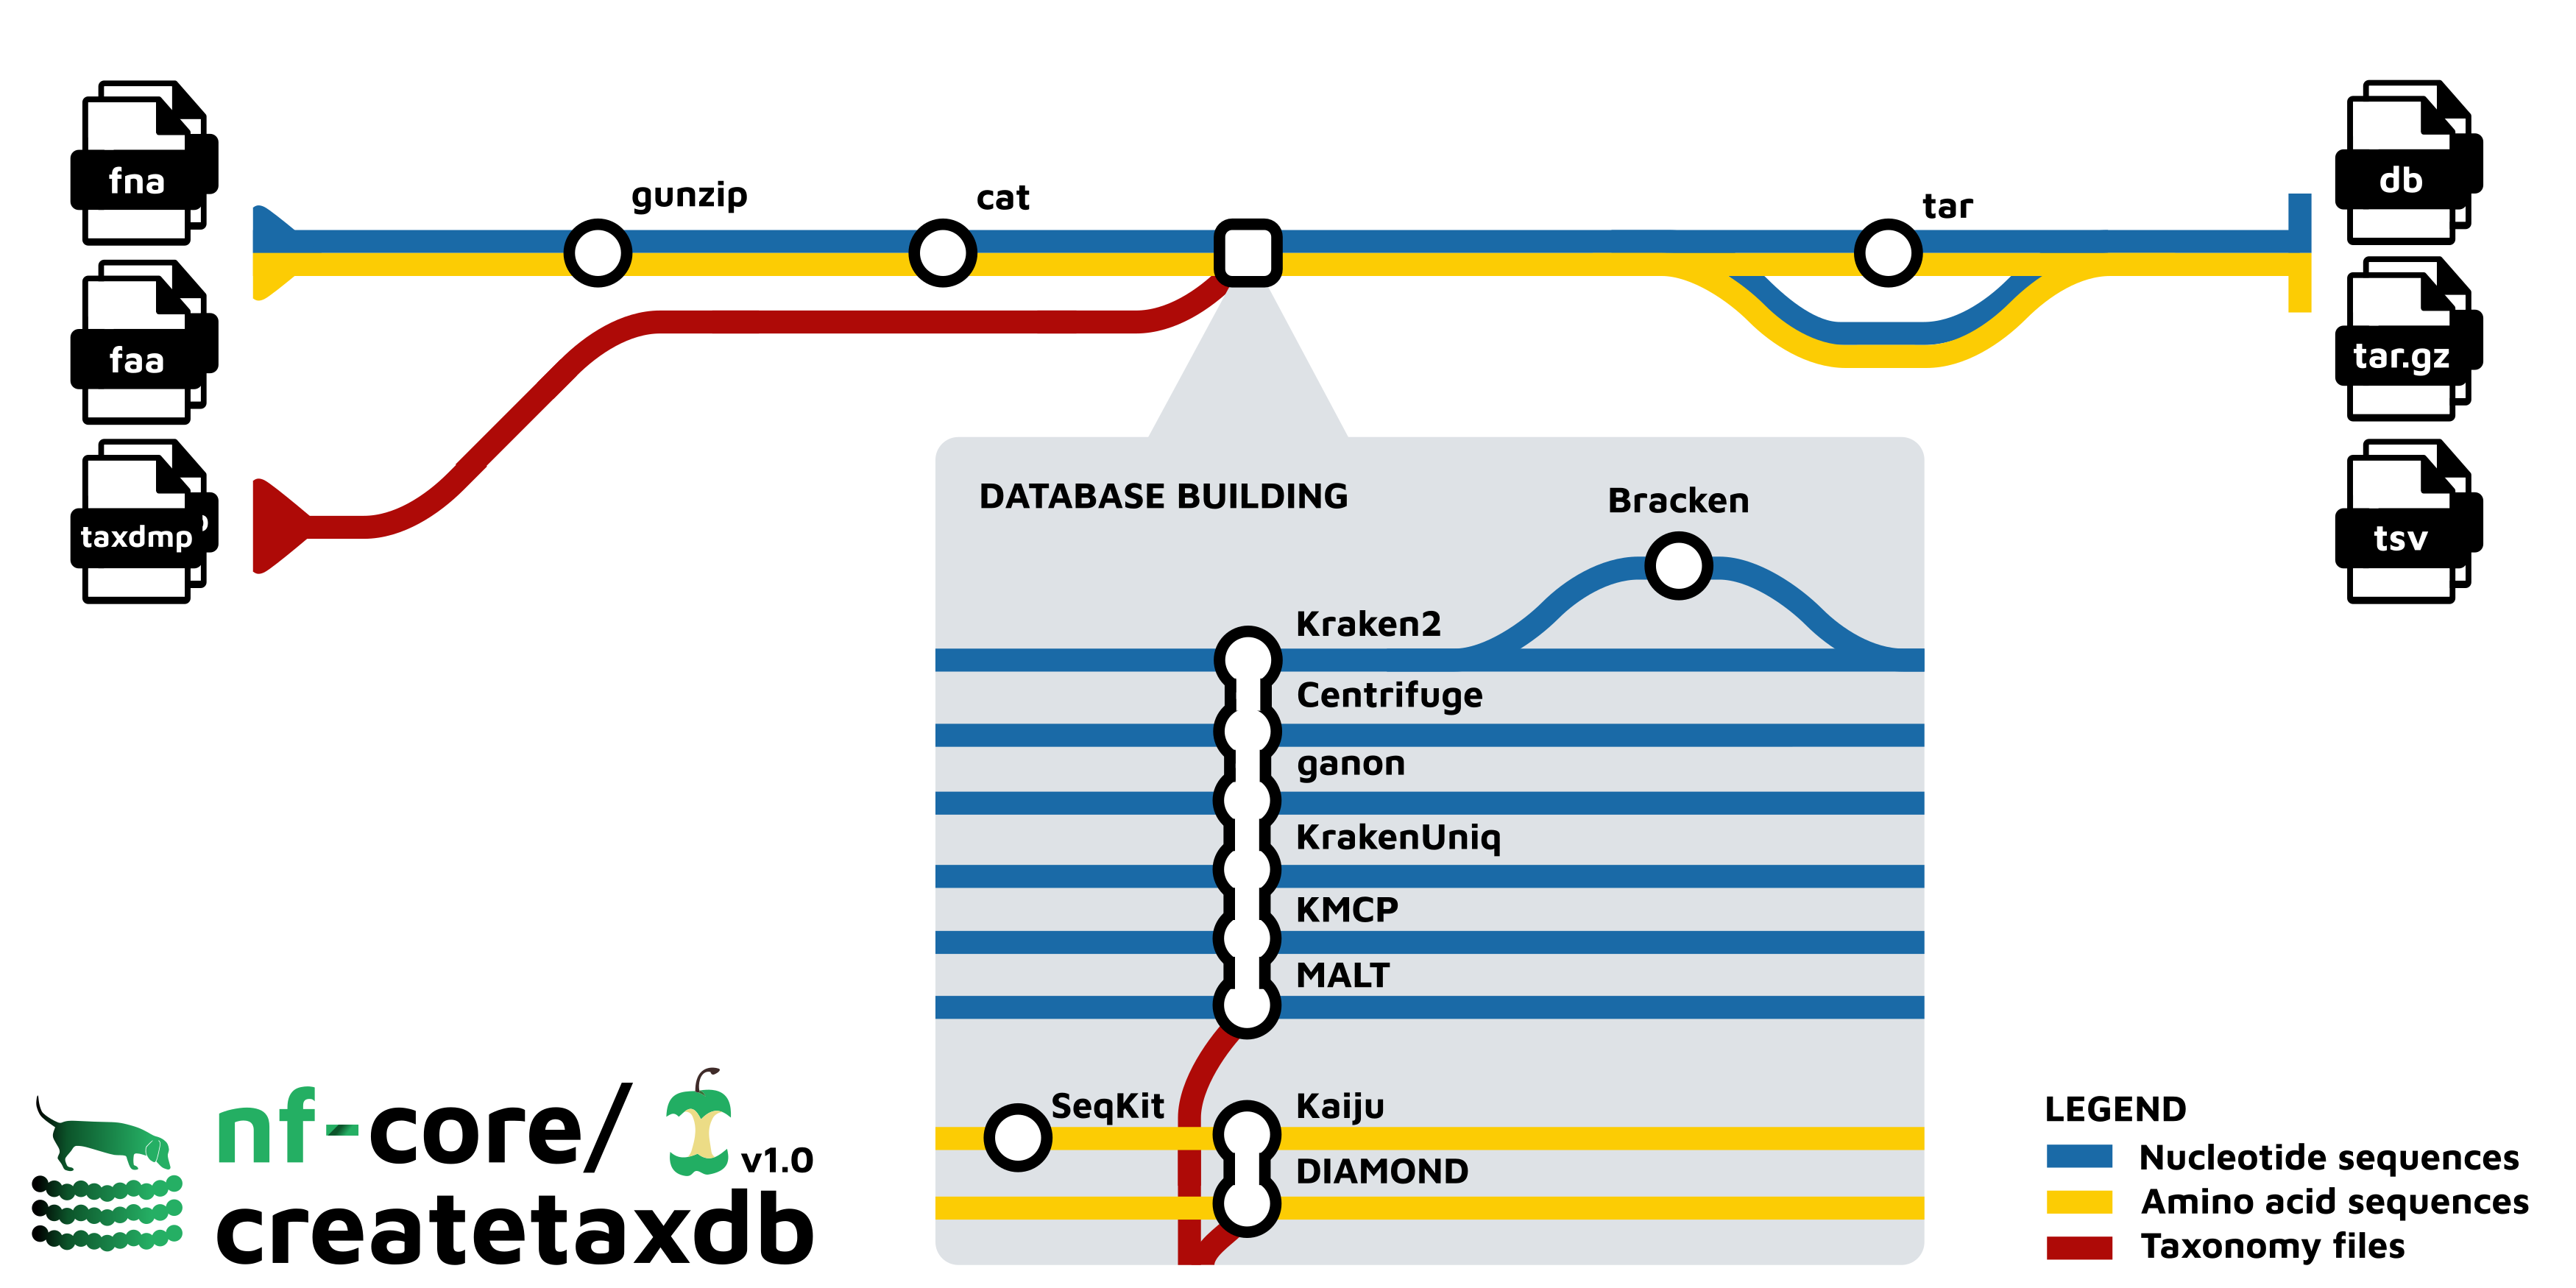 fna
faa
taxdmp
gunzip
cat
tar
db
tar.gz
tsv
DATABASE BUILDING
Bracken
Kraken2
Centrifuge
ganon
KrakenUniq
KMCP
MALT
SeqKit
Kaiju
DIAMOND
nf-core/
v1.0
createtaxdb
LEGEND
Nucleotide sequences
Amino acid sequences
Taxonomy files